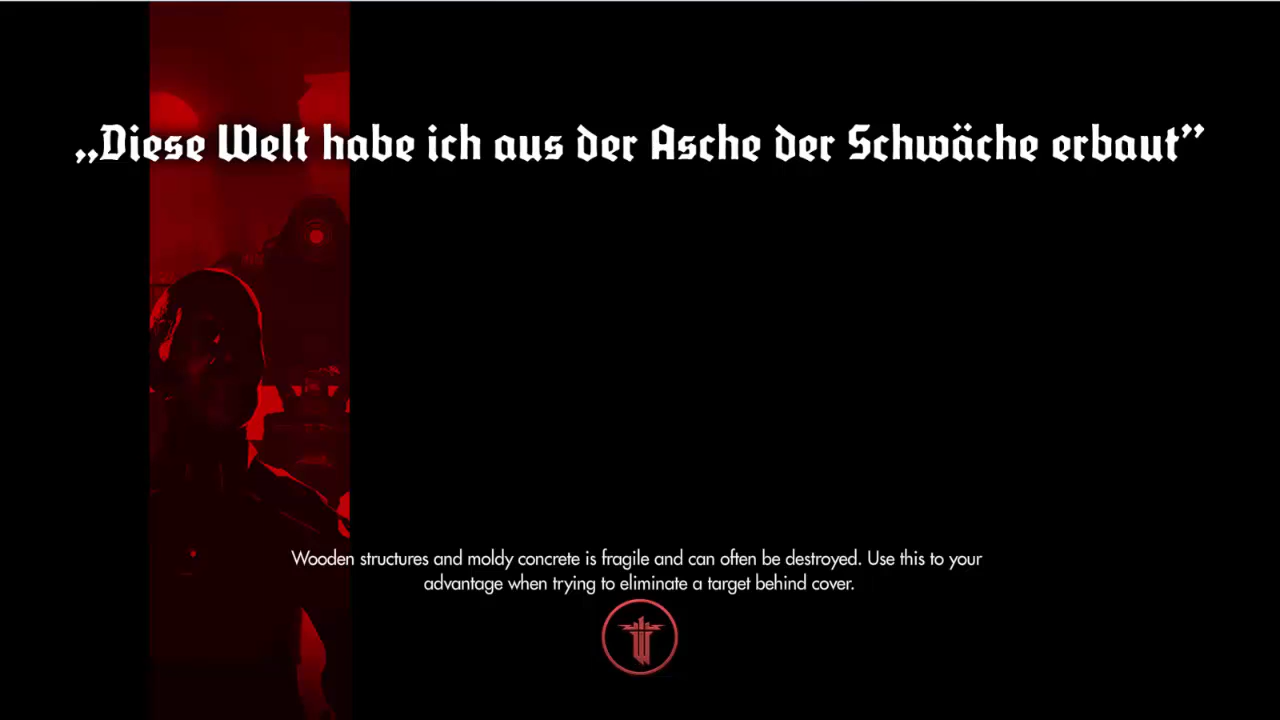 „Diese Welt habe ich aus der Asche der Schwäche erbaut”
Wooden structures and moldy concrete is fragile and can often be destroyed. Use this to your
advantage when trying to eliminate a target behind cover.